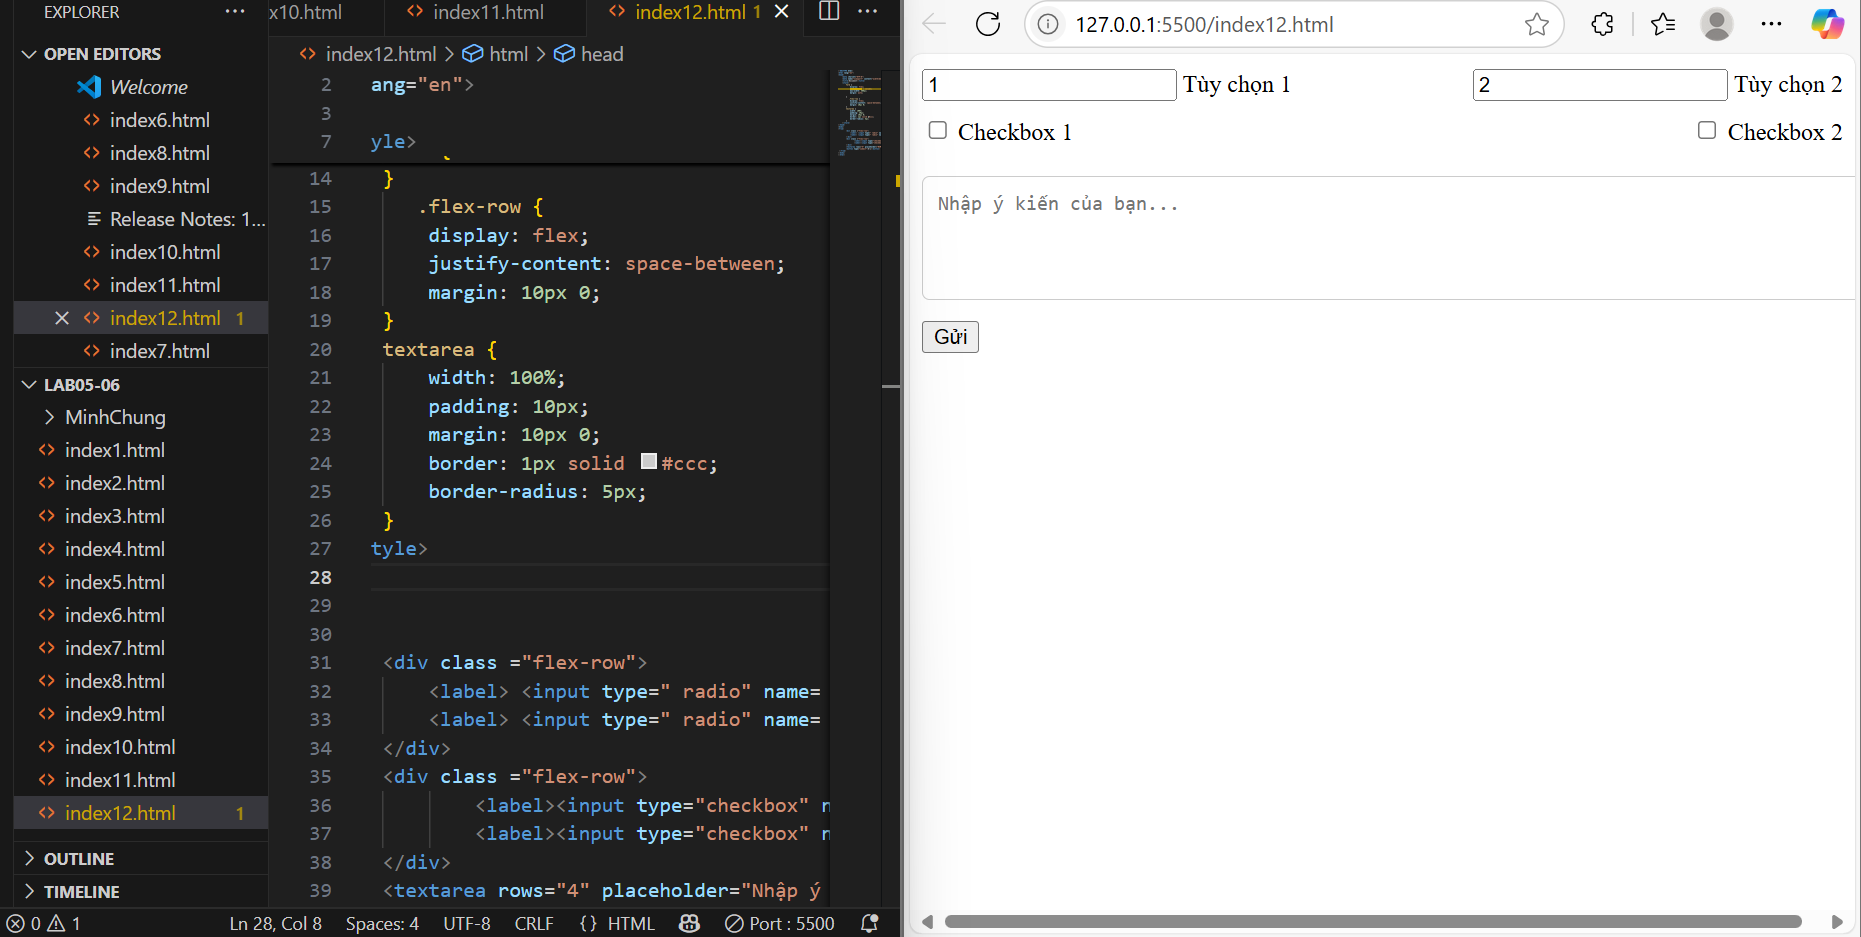 EXPLORER
OPEN EDITORS
Welcome
index6.html
index8.html
index9.html
Release Notes: 1...
index10.html
index11.html
index12.html 1
index7.html
LAB05-06
MinhChung
index1.html
index2.html
index3.html
index4.html
index5.html
index6.html
index7.html
index8.html
index9.html
index10.html
index11.html
index12.html 1
OUTLINE
TIMELINE
x10.html index11.html index12.html 1
index12.html > html > head
2 ang="en">
3
7 yle>
14 }
15 .flex-row {
16 display: flex;
17 justify-content: space-between;
18 margin: 10px 0;
19 }
20 textarea {
21 width: 100%;
22 padding: 10px;
23 margin: 10px 0;
24 border: 1px solid #ccc;
25 border-radius: 5px;
26 }
27 tyle>
28
29
30
31 <div class ="flex-row">
32 <label> <input type=" radio" name=
33 <label> <input type=" radio" name=
34 </div>
35 <div class ="flex-row">
36 <label><input type="checkbox" n
37 <label><input type="checkbox" n
38 </div>
39 <textarea rows="4" placeholder="Nhập ý
0 1 Ln 28, Col 8 Spaces: 4 UTF-8 CRLF {} HTML Port : 5500
127.0.0.1:5500/index12.html
1 Tùy chọn 1 2 Tùy chọn 2
Checkbox 1 Checkbox 2
Nhập ý kiến của bạn...
Gửi